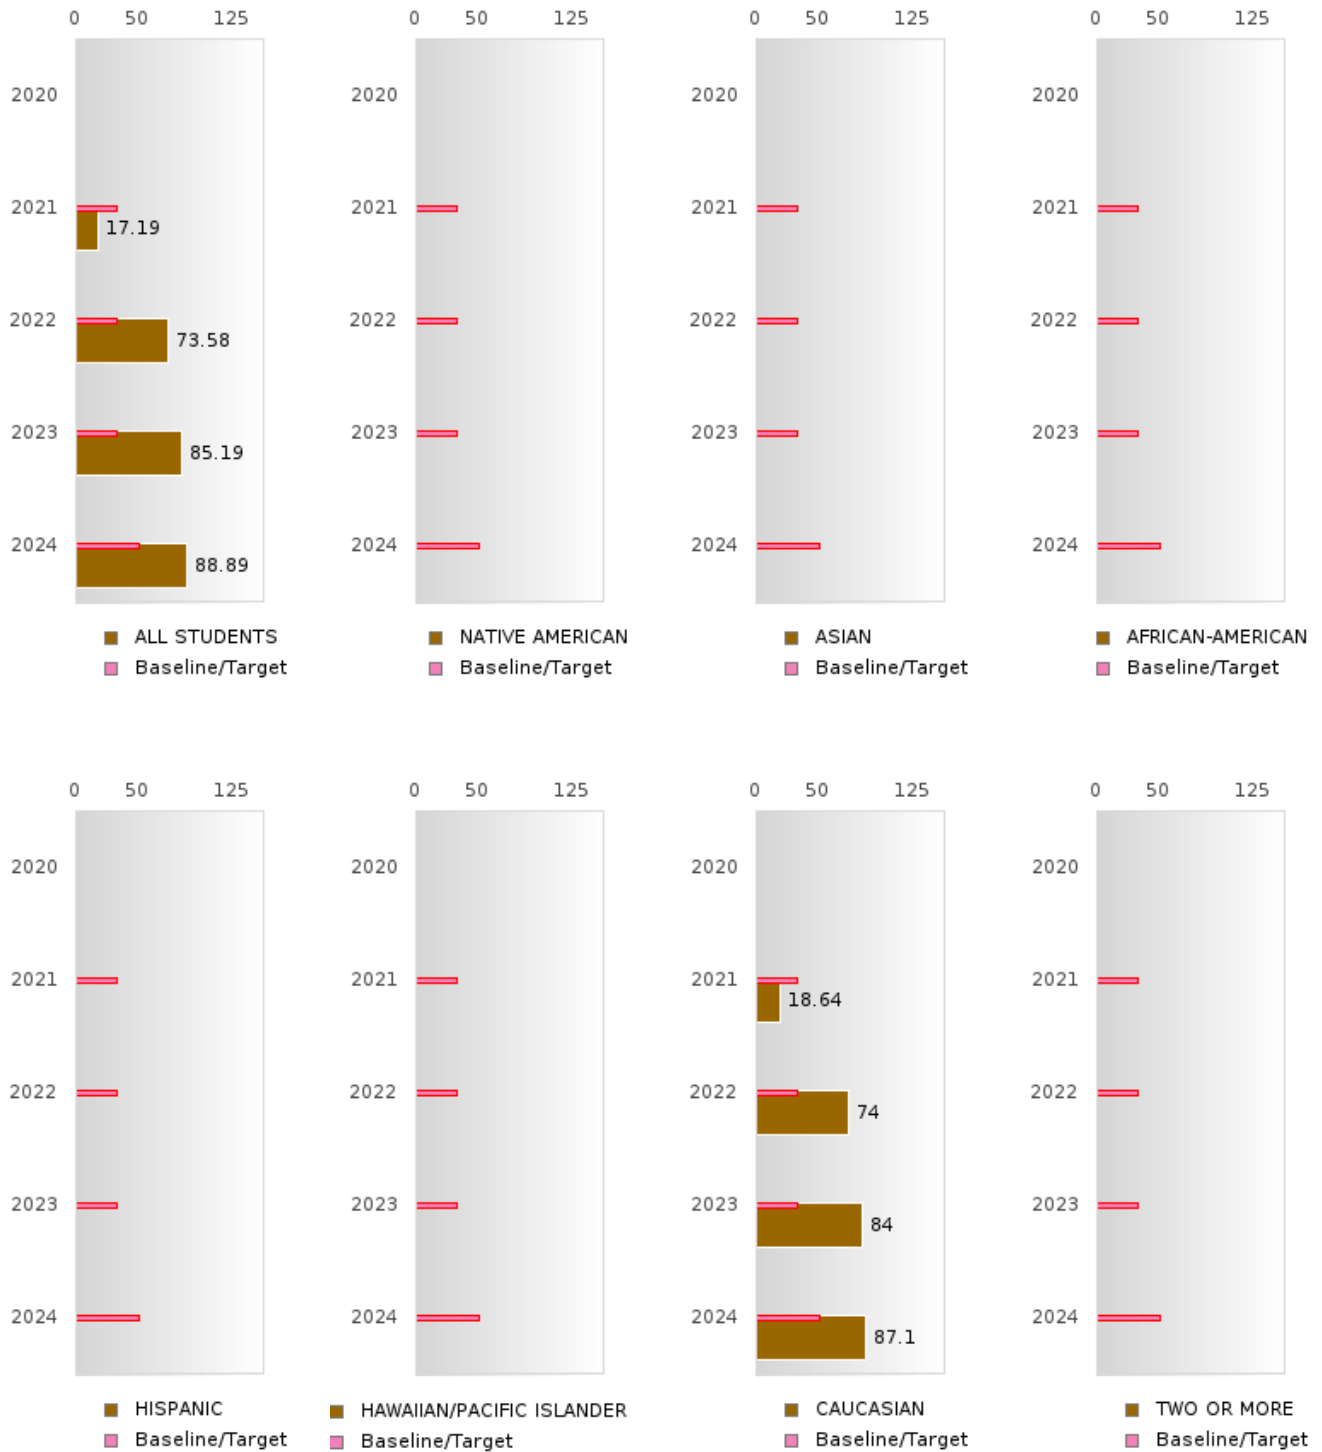 0 50 125 0 50 125 0 50 125 0 50 125
2020 2020 2020 2020
2021 2021 2021 2021
17.19
2022 2022 2022 2022
73.58
2023 2023 2023 2023
85.19
2024 2024 2024 2024
88.89
ALL STUDENTS NATIVE AMERICAN ASIAN AFRICAN-AMERICAN
Baseline/Target Baseline/Target Baseline/Target Baseline/Target
0 50 125 0 50 125 0 50 125 0 50 125
2020 2020 2020 2020
2021 2021 2021 2021
18.64
2022 2022 2022 2022
74
2023 2023 2023 2023
84
2024 2024 2024 2024
87.1
HISPANIC HAWAIIAN/PACIFIC ISLANDER CAUCASIAN TWO OR MORE
Baseline/Target Baseline/Target Baseline/Target Baseline/Target